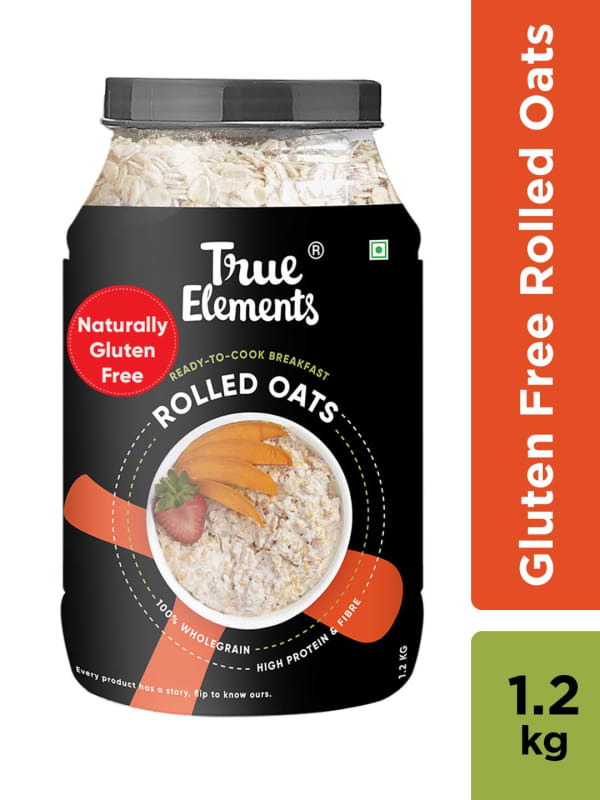 True
Elements®
Naturally
Gluten
Free
READY-TO-COOK BREAKFAST
ROLLED OATS
100% WHOLEGRAIN
HIGH PROTEIN & FIBRE
1.2 KG
Every product has a story, flip to know ours.
Gluten Free Rolled Oats
1.2
kg